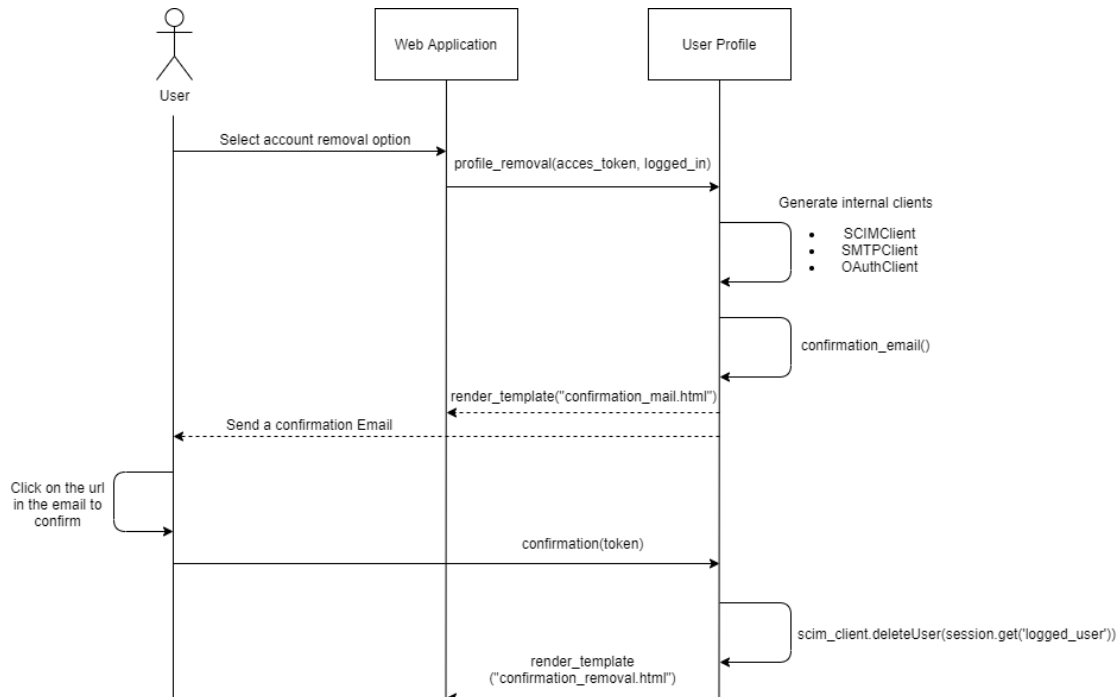 Web Application
User Profile
User
Select account removal option
profile_removal(acces_token, logged_in)
Generate internal clients
• SCIMClient
• SMTPClient
• OAuthClient
confirmation_email()
render_template("confirmation_mail.html")
Send a confirmation Email
Click on the url
in the email to
confirm
confirmation(token)
scim_client.deleteUser(session.get('logged_user'))
render_template
("confirmation_removal.html")